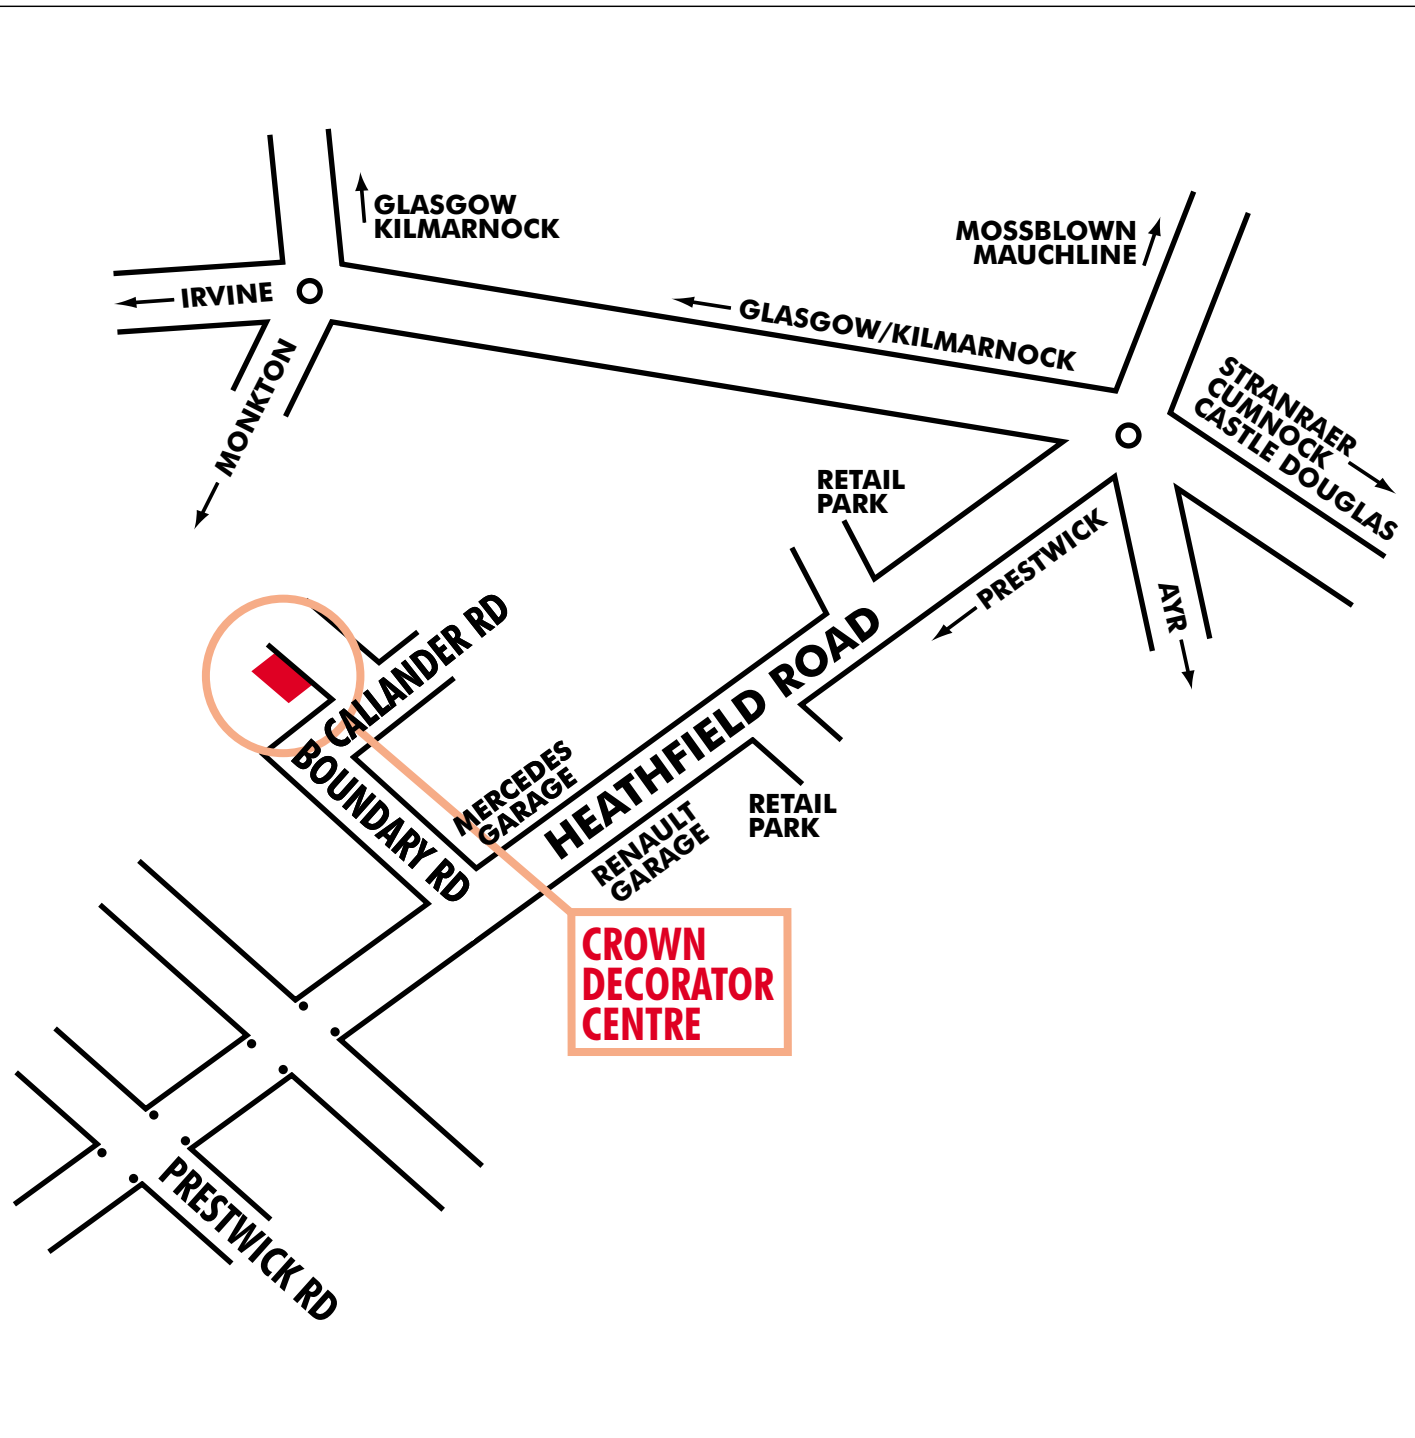 GLASGOW
KILMARNOCK
MOSSBLOWN
MAUCHLINE
IRVINE
GLASGOW/KILMARNOCK
MONKTON
STRANRAER
CUMNOCK
CASTLE DOUGLAS
RETAIL
PARK
PRESTWICK
AYR
CALLANDER RD
HEATHFIELD ROAD
BOUNDARY RD
MERCEDES
GARAGE
RENAULT
GARAGE
RETAIL
PARK
CROWN
DECORATOR
CENTRE
PRESTWICK RD